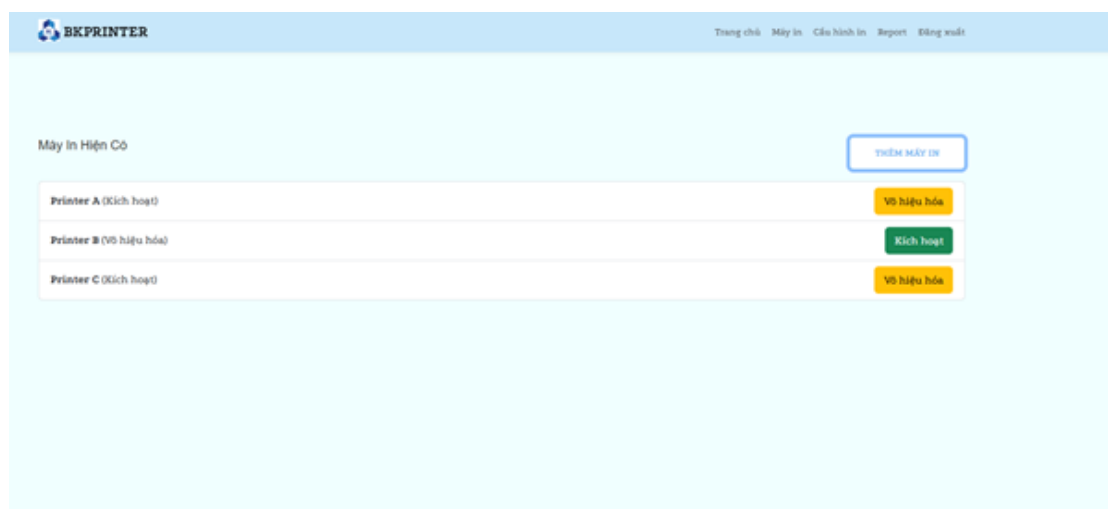 BKPRINTER
Trang chủ Máy in Cấu hình in Report Đăng xuất
Máy In Hiện Có
THÊM MÁY IN
Printer A (Kích hoạt)
Vô hiệu hóa
Printer B (Vô hiệu hóa)
Kích hoạt
Printer C (Kích hoạt)
Vô hiệu hóa